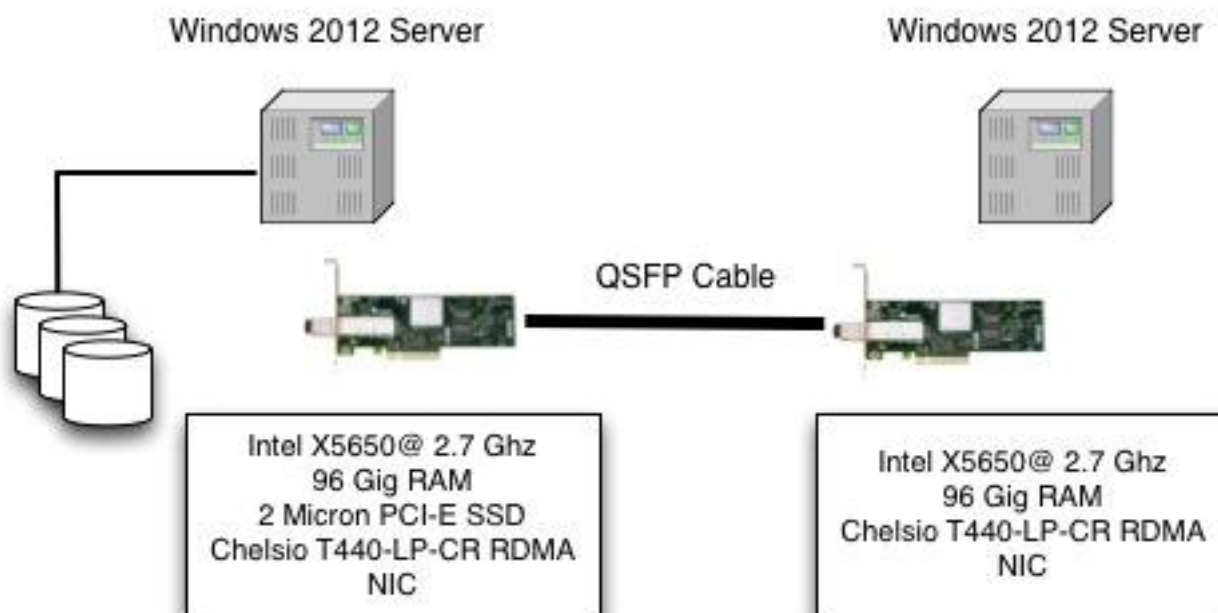 Windows 2012 Server
Windows 2012 Server
QSFP Cable
Intel X5650@ 2.7 Ghz
96 Gig RAM
2 Micron PCI-E SSD
Chelsio T440-LP-CR RDMA
NIC
Intel X5650@ 2.7 Ghz
96 Gig RAM
Chelsio T440-LP-CR RDMA
NIC